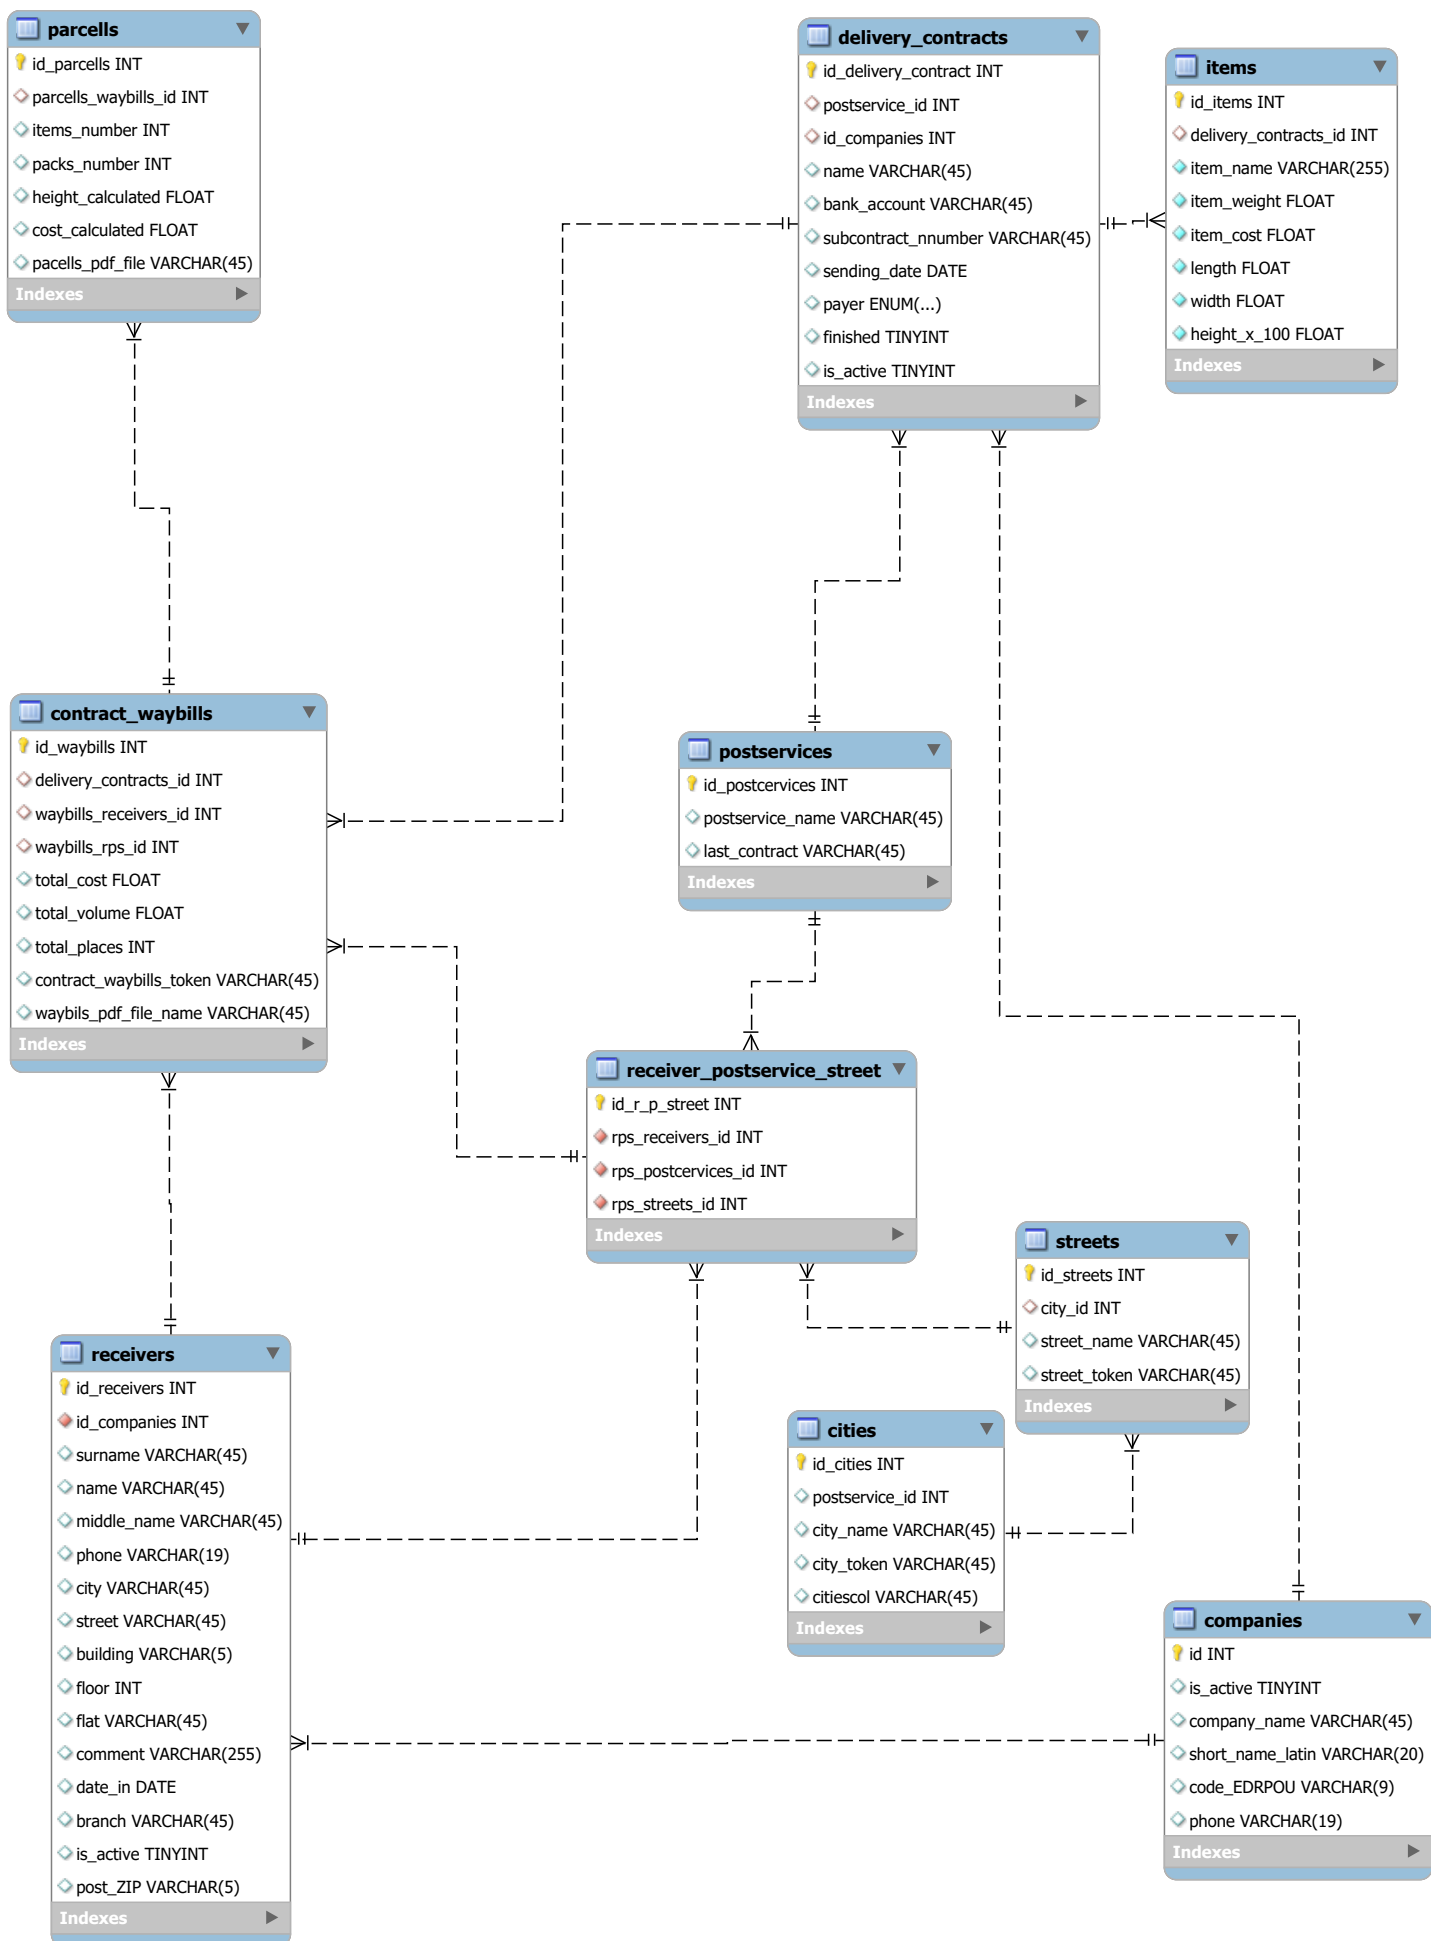 parcells
id_parcells INT
parcells_waybills_id INT
items_number INT
packs_number INT
height_calculated FLOAT
cost_calculated FLOAT
pacells_pdf_file VARCHAR(45)
Indexes
delivery_contracts
id_delivery_contract INT
postservice_id INT
id_companies INT
name VARCHAR(45)
bank_account VARCHAR(45)
subcontract_nnumber VARCHAR(45)
sending_date DATE
payer ENUM(...)
finished TINYINT
is_active TINYINT
Indexes
items
id_items INT
delivery_contracts_id INT
item_name VARCHAR(255)
item_weight FLOAT
item_cost FLOAT
length FLOAT
width FLOAT
height_x_100 FLOAT
Indexes
contract_waybills
id_waybills INT
delivery_contracts_id INT
waybills_receivers_id INT
waybills_rps_id INT
total_cost FLOAT
total_volume FLOAT
total_places INT
contract_waybills_token VARCHAR(45)
waybils_pdf_file_name VARCHAR(45)
Indexes
postservices
id_postcervices INT
postservice_name VARCHAR(45)
last_contract VARCHAR(45)
Indexes
receiver_postservice_street
id_r_p_street INT
rps_receivers_id INT
rps_postcervices_id INT
rps_streets_id INT
Indexes
streets
id_streets INT
city_id INT
street_name VARCHAR(45)
street_token VARCHAR(45)
Indexes
receivers
id_receivers INT
id_companies INT
surname VARCHAR(45)
name VARCHAR(45)
middle_name VARCHAR(45)
phone VARCHAR(19)
city VARCHAR(45)
street VARCHAR(45)
building VARCHAR(5)
floor INT
flat VARCHAR(45)
comment VARCHAR(255)
date_in DATE
branch VARCHAR(45)
is_active TINYINT
post_ZIP VARCHAR(5)
Indexes
cities
id_cities INT
postservice_id INT
city_name VARCHAR(45)
city_token VARCHAR(45)
citiescol VARCHAR(45)
Indexes
companies
id INT
is_active TINYINT
company_name VARCHAR(45)
short_name_latin VARCHAR(20)
code_EDRPOU VARCHAR(9)
phone VARCHAR(19)
Indexes